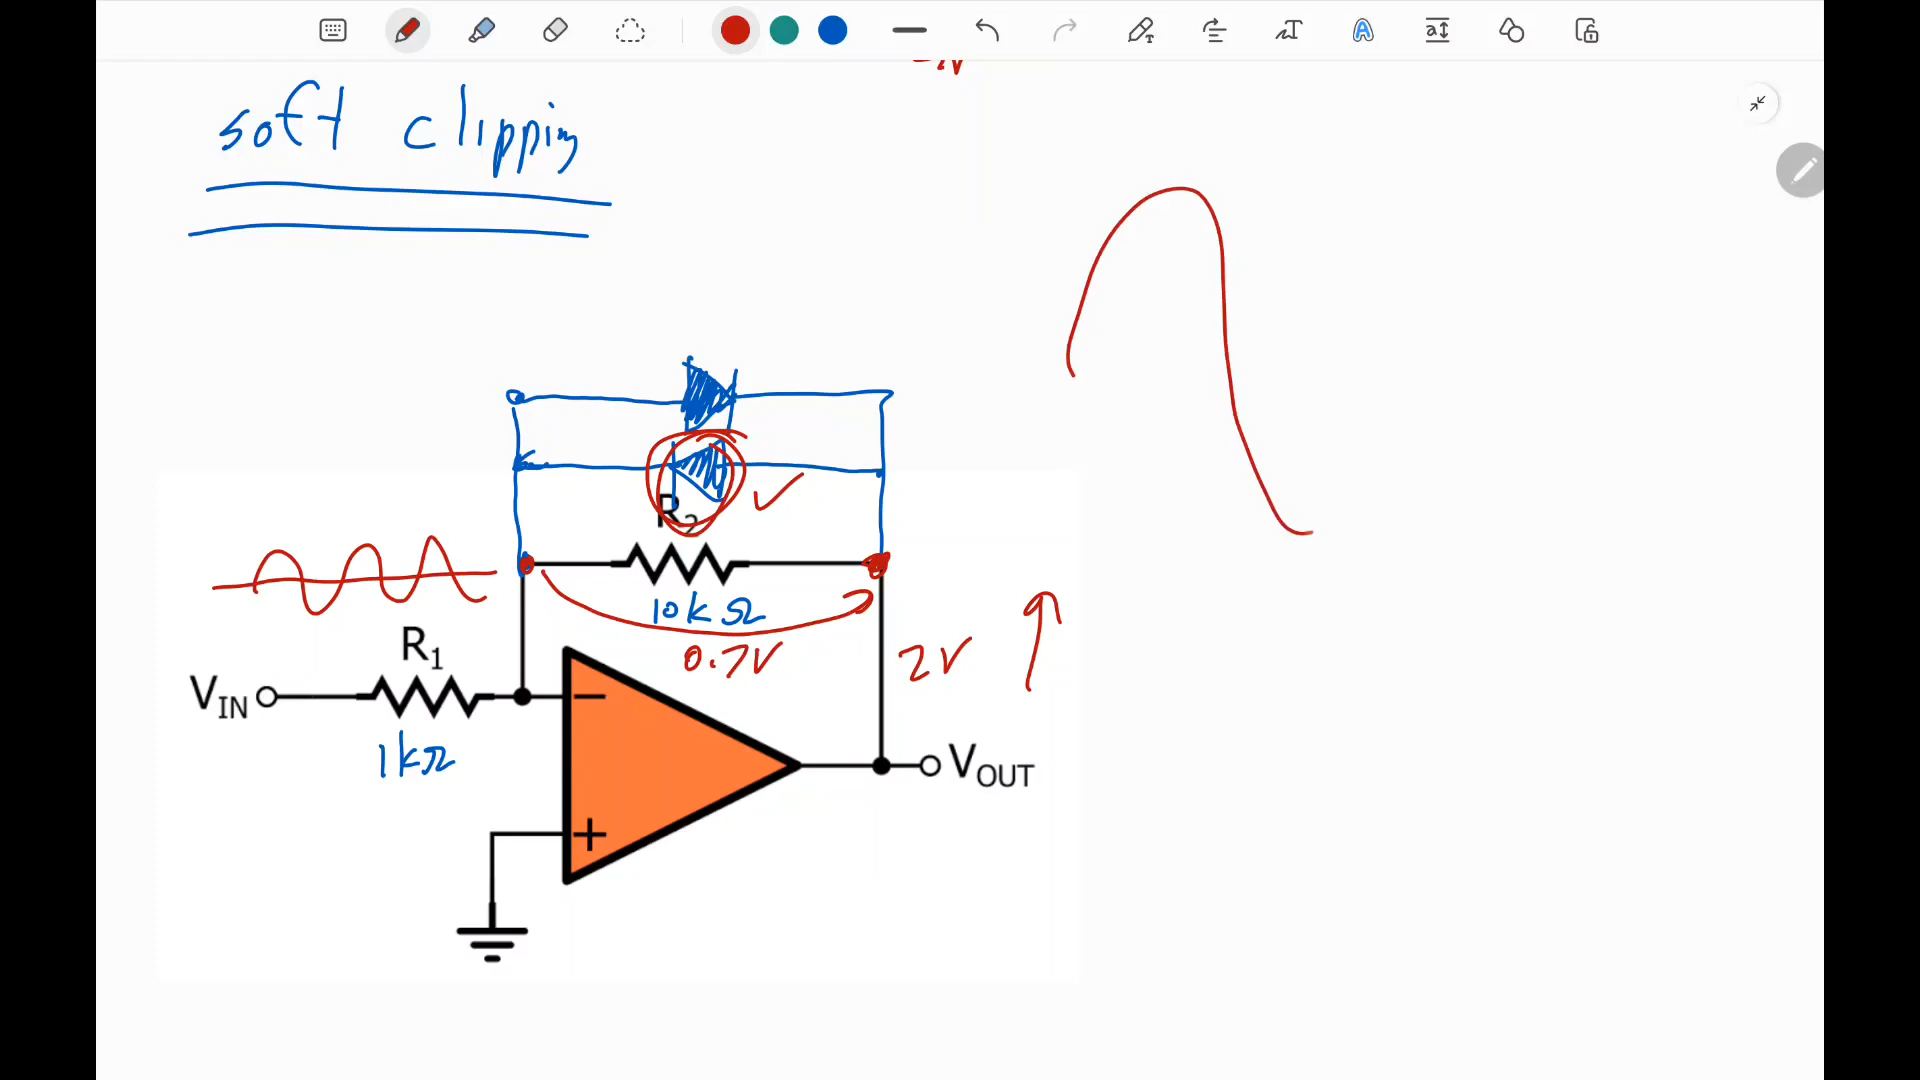 soft clipping
R2
10kΩ
0.7V
2V
R1
VIN
1kΩ
−
+
VOUT